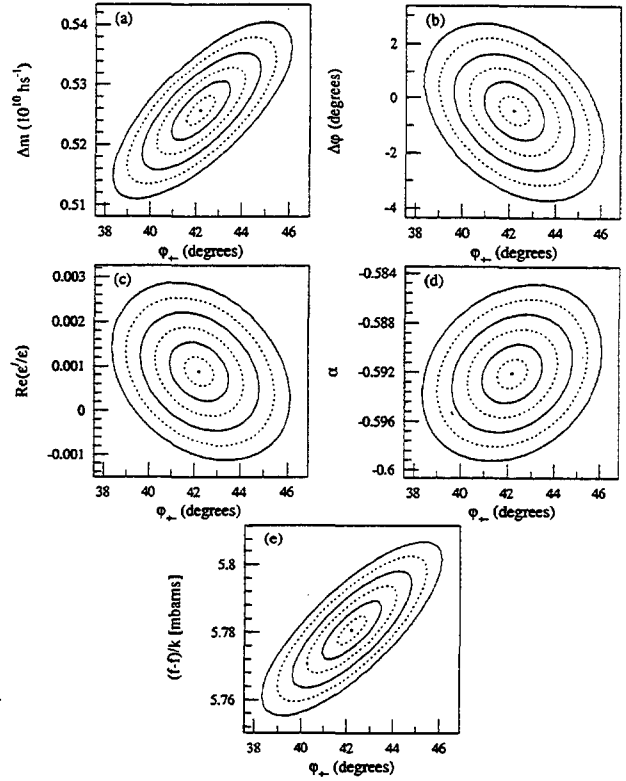 (a)
0.54
0.53
0.52
0.51
Δm (10¹⁰ hs⁻¹)
38 40 42 44 46
φ₊₋ (degrees)
(b)
2
0
-2
-4
Δφ (degrees)
38 40 42 44 46
φ₊₋ (degrees)
(c)
0.003
0.002
0.001
0
-0.001
Re(ε'/ε)
38 40 42 44 46
φ₊₋ (degrees)
(d)
-0.584
-0.588
-0.592
-0.596
-0.6
α
38 40 42 44 46
φ₊₋ (degrees)
(e)
5.8
5.78
5.76
(f-f)/k [mbarns]
38 40 42 44 46
φ₊₋ (degrees)